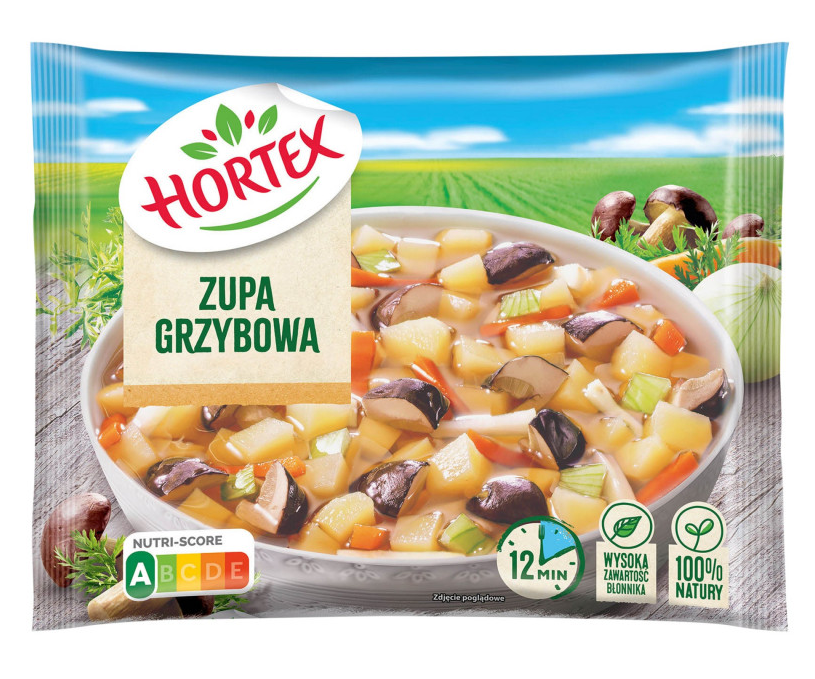 HORTEX
ZUPA
GRZYBOWA
NUTRI-SCORE
A B C D E
12 MIN
WYSOKA
ZAWARTOŚĆ
BŁONNIKA
100%
NATURY
Zdjęcie poglądowe